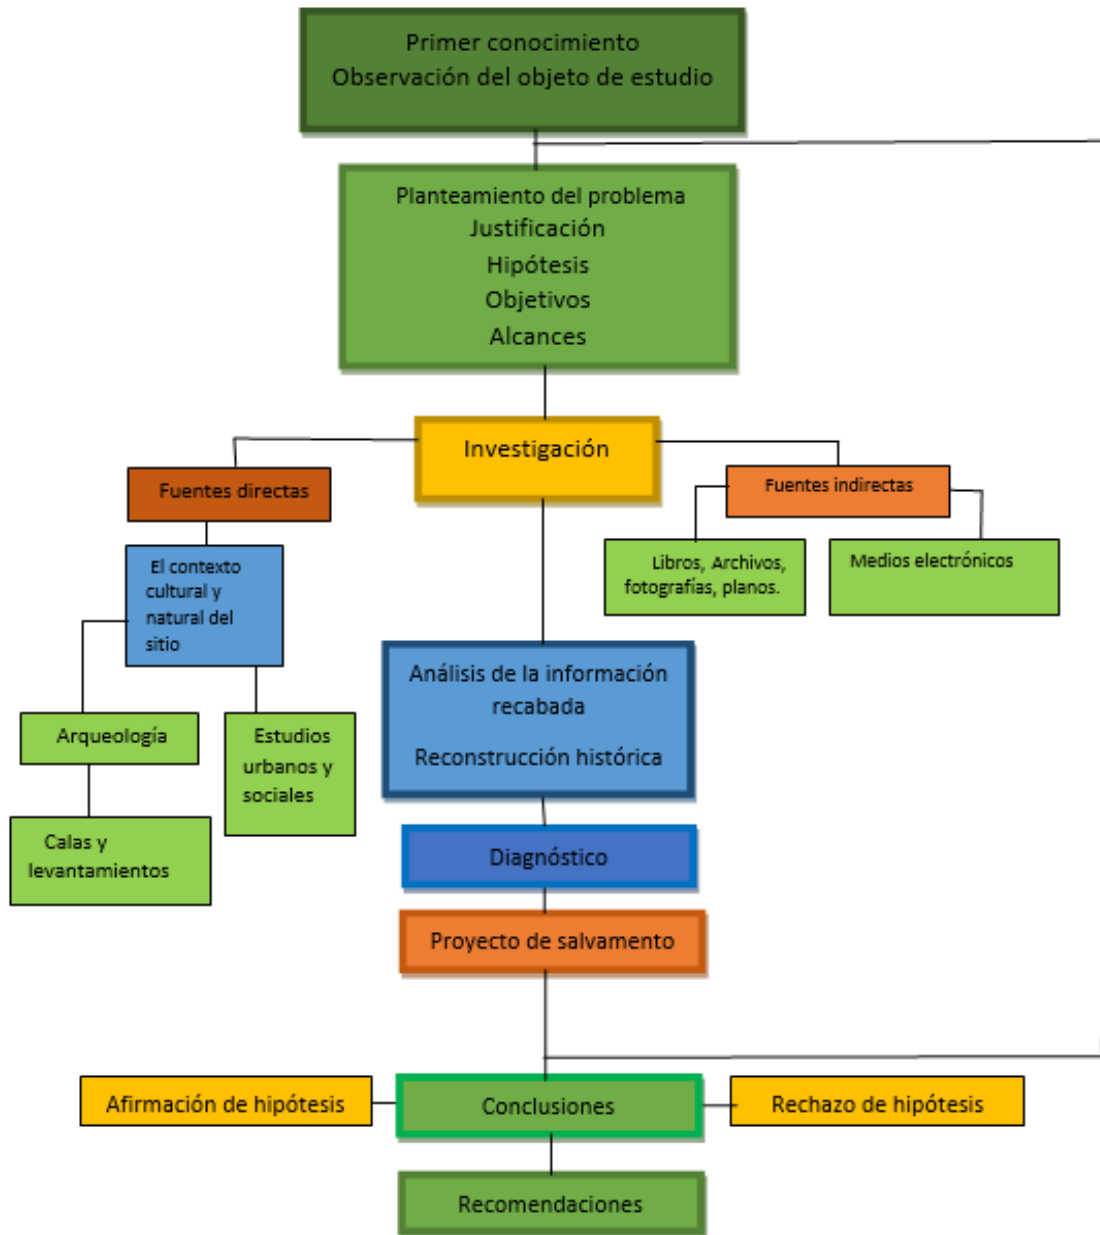 Primer conocimiento
Observación del objeto de estudio
Planteamiento del problema
Justificación
Hipótesis
Objetivos
Alcances
Investigación
Fuentes directas
Fuentes indirectas
El contexto
cultural y
natural del
sitio
Libros, Archivos,
fotografías, planos.
Medios electrónicos
Arqueología
Estudios
urbanos y
sociales
Calas y
levantamientos
Análisis de la información
recabada
Reconstrucción histórica
Diagnóstico
Proyecto de salvamento
Afirmación de hipótesis
Conclusiones
Rechazo de hipótesis
Recomendaciones